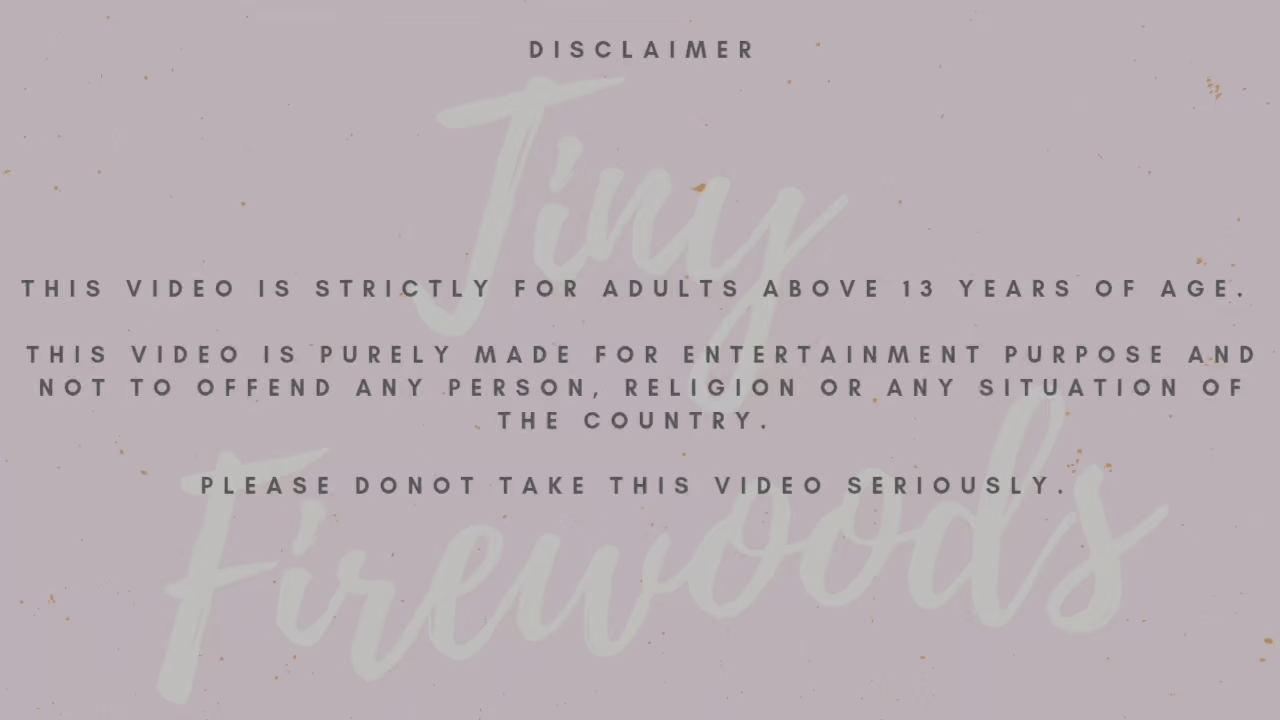 DISCLAIMER
Tiny
THIS VIDEO IS STRICTLY FOR ADULTS ABOVE 13 YEARS OF AGE.
THIS VIDEO IS PURELY MADE FOR ENTERTAINMENT PURPOSE AND
NOT TO OFFEND ANY PERSON, RELIGION OR ANY SITUATION OF
THE COUNTRY.
PLEASE DONOT TAKE THIS VIDEO SERIOUSLY.
Firewoods